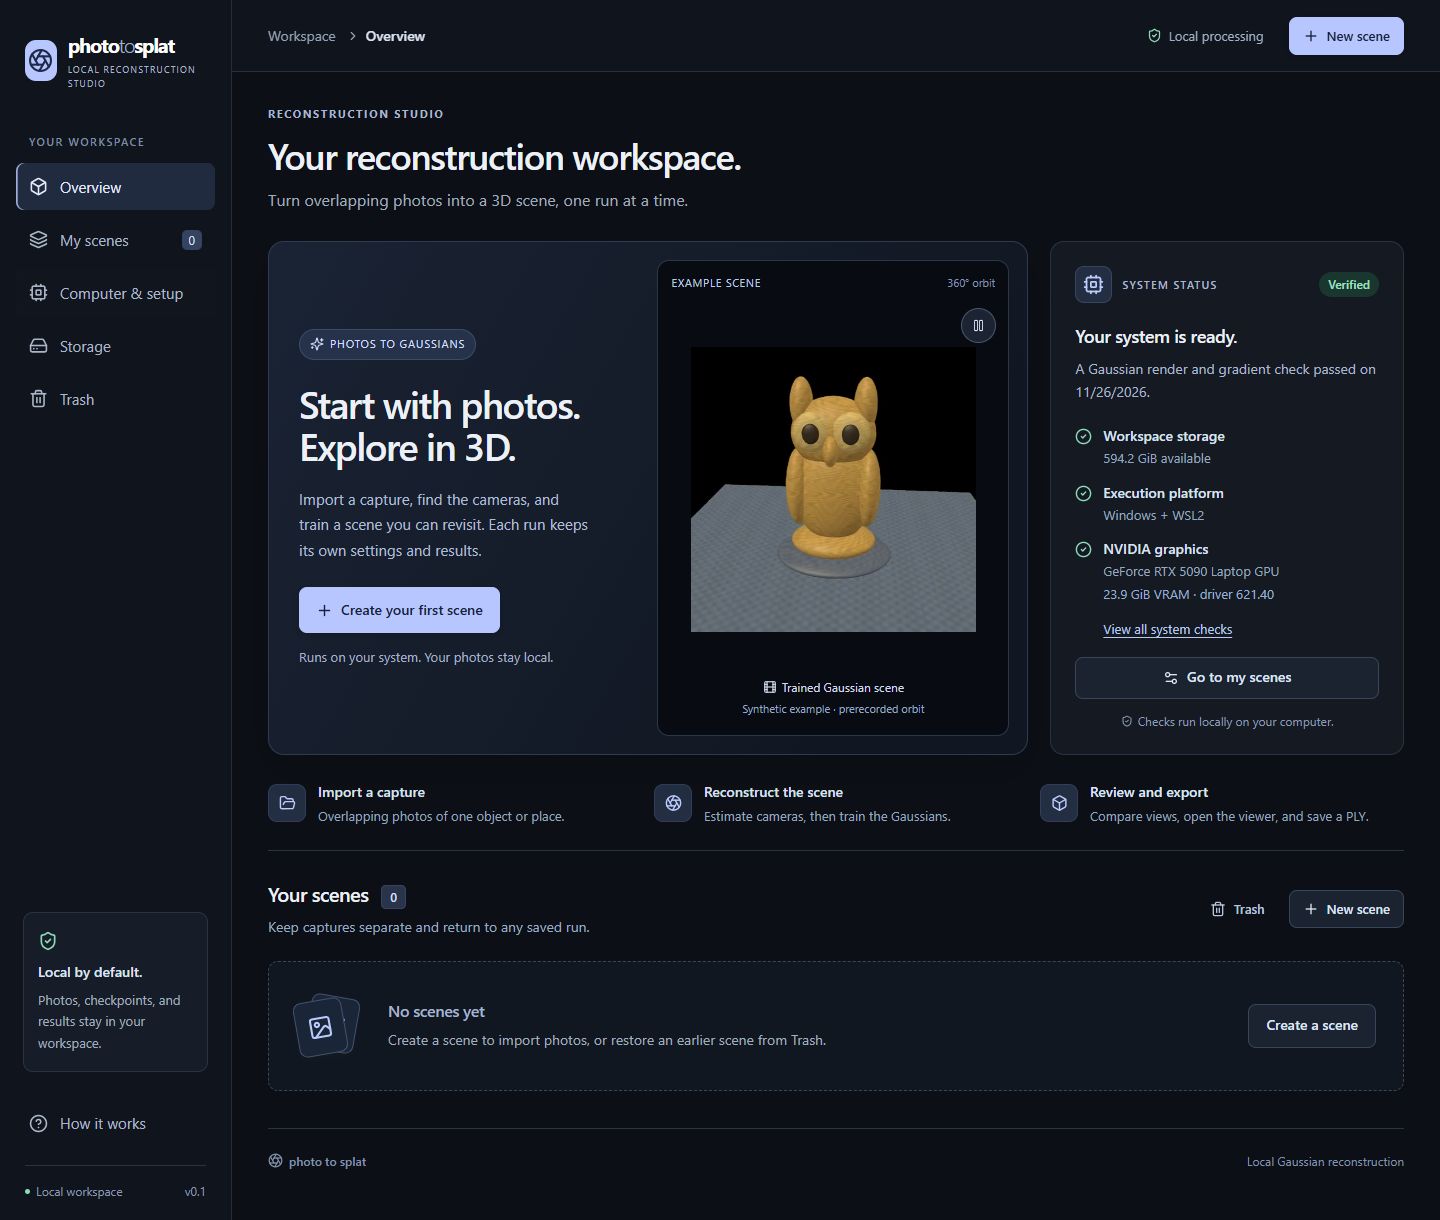 phototosplat
LOCAL RECONSTRUCTION
STUDIO
YOUR WORKSPACE
Overview
My scenes 0
Computer & setup
Storage
Trash
Local by default.
Photos, checkpoints, and
results stay in your
workspace.
How it works
Local workspace v0.1
Workspace > Overview
Local processing
New scene
RECONSTRUCTION STUDIO
Your reconstruction workspace.
Turn overlapping photos into a 3D scene, one run at a time.
PHOTOS TO GAUSSIANS
Start with photos.
Explore in 3D.
Import a capture, find the cameras, and
train a scene you can revisit. Each run keeps
its own settings and results.
Create your first scene
Runs on your system. Your photos stay local.
EXAMPLE SCENE 360° orbit
Trained Gaussian scene
Synthetic example · prerecorded orbit
SYSTEM STATUS Verified
Your system is ready.
A Gaussian render and gradient check passed on
11/26/2026.
Workspace storage
594.2 GiB available
Execution platform
Windows + WSL2
NVIDIA graphics
GeForce RTX 5090 Laptop GPU
23.9 GiB VRAM · driver 621.40
View all system checks
Go to my scenes
Checks run locally on your computer.
Import a capture
Overlapping photos of one object or place.
Reconstruct the scene
Estimate cameras, then train the Gaussians.
Review and export
Compare views, open the viewer, and save a PLY.
Your scenes 0
Keep captures separate and return to any saved run.
Trash
New scene
No scenes yet
Create a scene to import photos, or restore an earlier scene from Trash.
Create a scene
photo to splat
Local Gaussian reconstruction